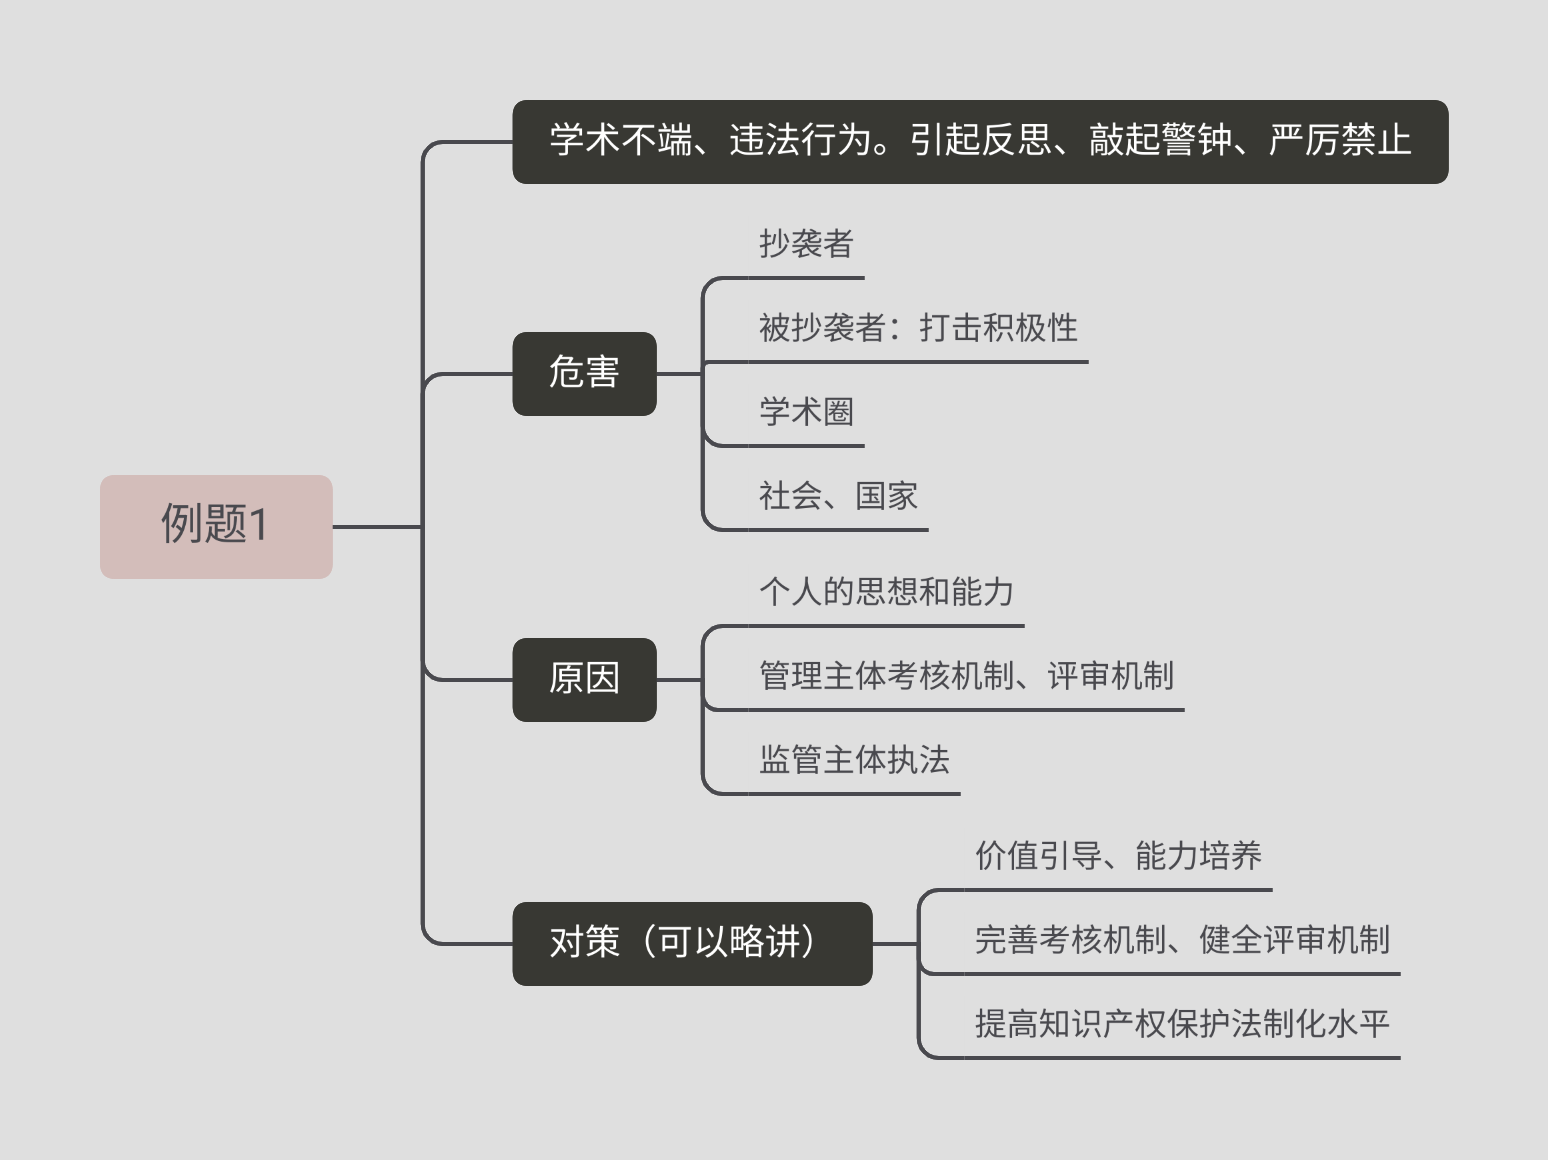 学术不端、违法行为。引起反思、敲起警钟、严厉禁止
抄袭者
被抄袭者：打击积极性
危害
学术圈
社会、国家
例题1
个人的思想和能力
原因
管理主体考核机制、评审机制
监管主体执法
价值引导、能力培养
对策（可以略讲）
完善考核机制、健全评审机制
提高知识产权保护法制化水平